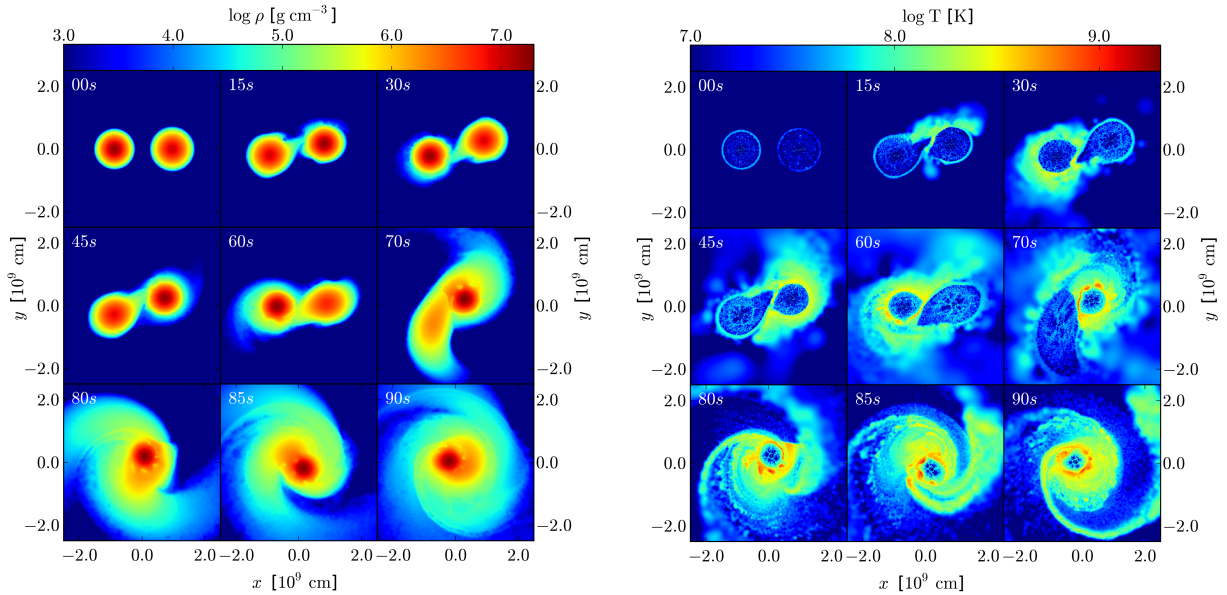 log ρ [g cm⁻³]
3.0 4.0 5.0 6.0 7.0
2.0 00s 15s 30s 2.0
0.0 0.0
−2.0 −2.0
45s 60s 70s
2.0 2.0
y [10⁹ cm] 0.0 0.0 y [10⁹ cm]
−2.0 −2.0
2.0 80s 85s 90s 2.0
0.0 0.0
−2.0 −2.0
−2.0 0.0 2.0 −2.0 0.0 2.0 −2.0 0.0 2.0
x [10⁹ cm]
log T [K]
7.0 8.0 9.0
2.0 00s 15s 30s 2.0
0.0 0.0
−2.0 −2.0
45s 60s 70s
2.0 2.0
y [10⁹ cm] 0.0 0.0 y [10⁹ cm]
−2.0 −2.0
2.0 80s 85s 90s 2.0
0.0 0.0
−2.0 −2.0
−2.0 0.0 2.0 −2.0 0.0 2.0 −2.0 0.0 2.0
x [10⁹ cm]